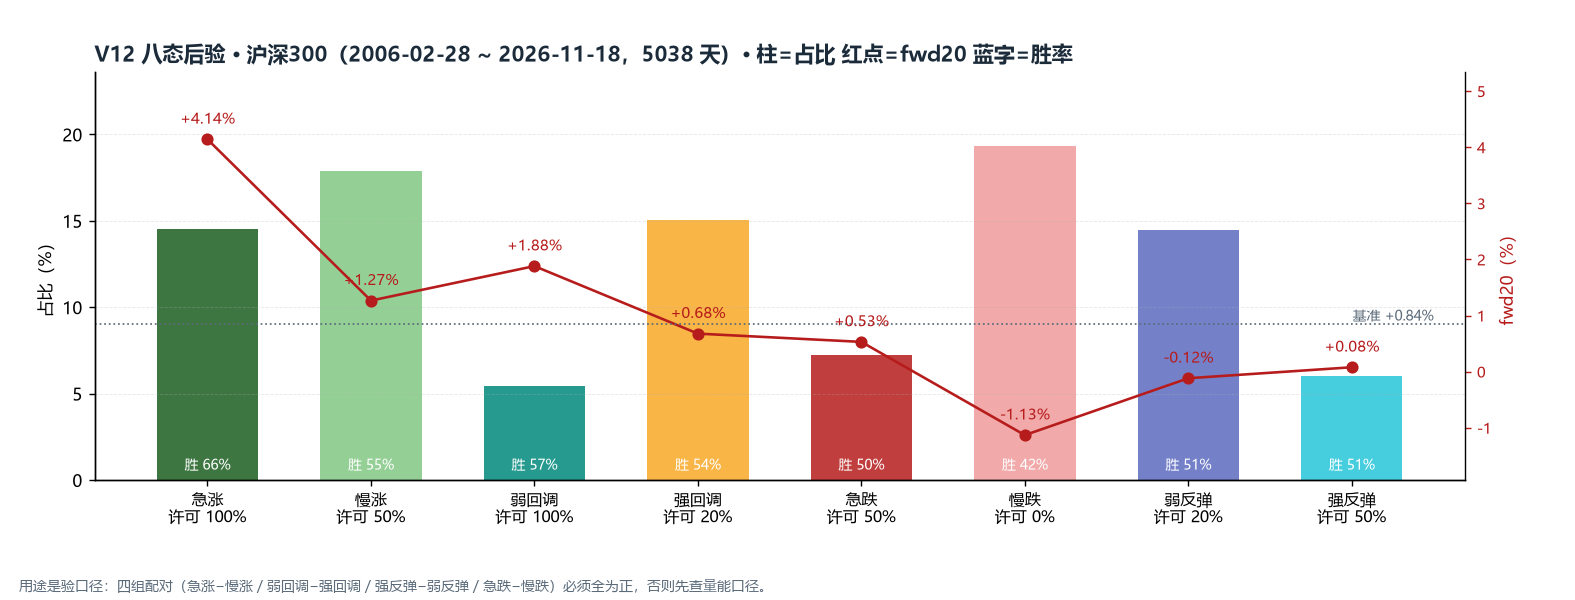 V12 八态后验 • 沪深300（2006-02-28 ~ 2026-11-18，5038 天）• 柱=占比 红点=fwd20 蓝字=胜率
占比（%）
20
15
10
5
0
5
4
3
2
1
0
-1
fwd20（%）
+4.14%
+1.27%
+1.88%
+0.68%
+0.53%
-1.13%
-0.12%
+0.08%
基准 +0.84%
胜 66%
胜 55%
胜 57%
胜 54%
胜 50%
胜 42%
胜 51%
胜 51%
急涨
许可 100%
慢涨
许可 50%
弱回调
许可 100%
强回调
许可 20%
急跌
许可 50%
慢跌
许可 0%
弱反弹
许可 20%
强反弹
许可 50%
用途是验口径：四组配对（急涨−慢涨 / 弱回调−强回调 / 强反弹−弱反弹 / 急跌−慢跌）必须全为正，否则先查量能口径。